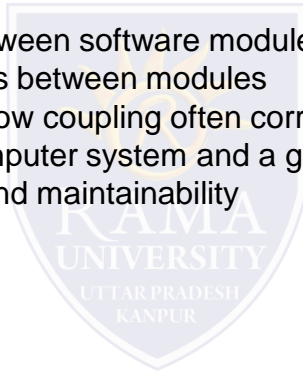 ween software module
s between modules
ow coupling often corr
mputer system and a g
nd maintainability
RAMA
UNIVERSITY
UTTAR PRADESH
KANPUR